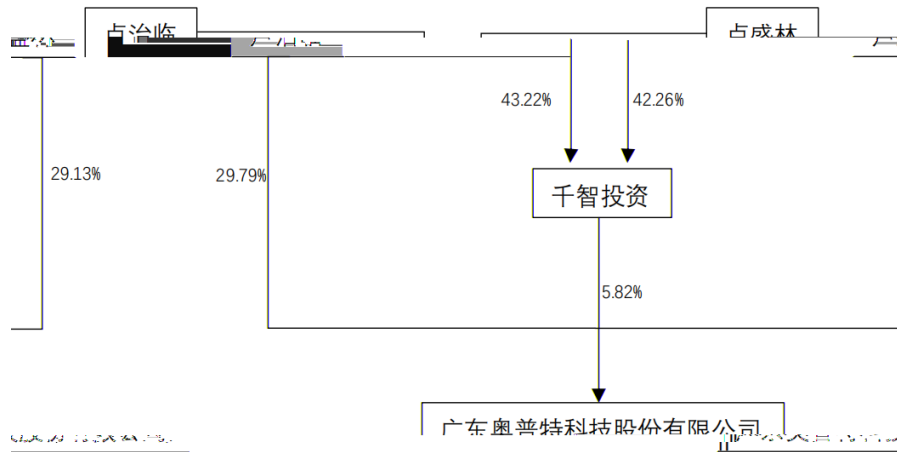 卢治临
卢盛林
43.22%
42.26%
29.13%
29.79%
千智投资
5.82%
广东奥普特科技股份有限公司